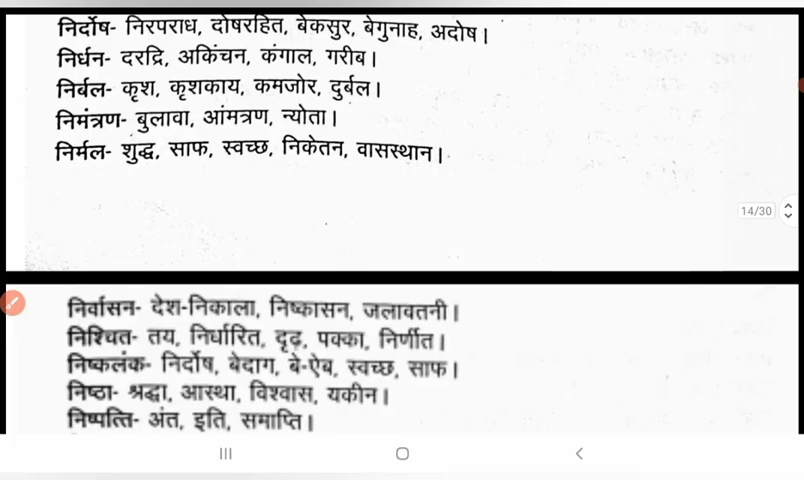 निर्दोष- निरपराध, दोषरहित, बेकसुर, बेगुनाह, अदोष।
निर्धन- दरद्रि, अकिंचन, कंगाल, गरीब।
निर्बल- कृश, कृशकाय, कमजोर, दुर्बल।
निमंत्रण- बुलावा, आंमत्रण, न्योता।
निर्मल- शुद्ध, साफ, स्वच्छ, निकेतन, वासस्थान।
14/30
निर्वासन- देश-निकाला, निष्कासन, जलावतनी।
निश्चित- तय, निर्धारित, दृढ़, पक्का, निर्णीत।
निष्कलंक- निर्दोष, बेदाग, बे-ऐब, स्वच्छ, साफ।
निष्ठा- श्रद्धा, आस्था, विश्वास, यकीन।
निष्पत्ति- अंत, इति, समाप्ति।